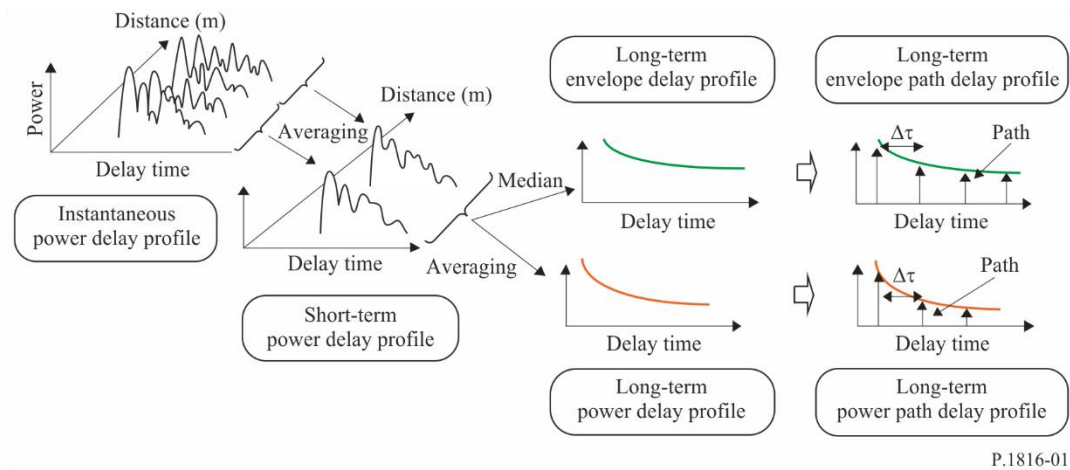 Distance (m)
Power
Delay time
Instantaneous
power delay profile
Averaging
Distance (m)
Delay time
Short-term
power delay profile
Median
Averaging
Long-term
envelope delay profile
Delay time
Delay time
Long-term
power delay profile
Long-term
envelope path delay profile
Δτ
Path
Delay time
Δτ
Path
Delay time
Long-term
power path delay profile
P.1816-01